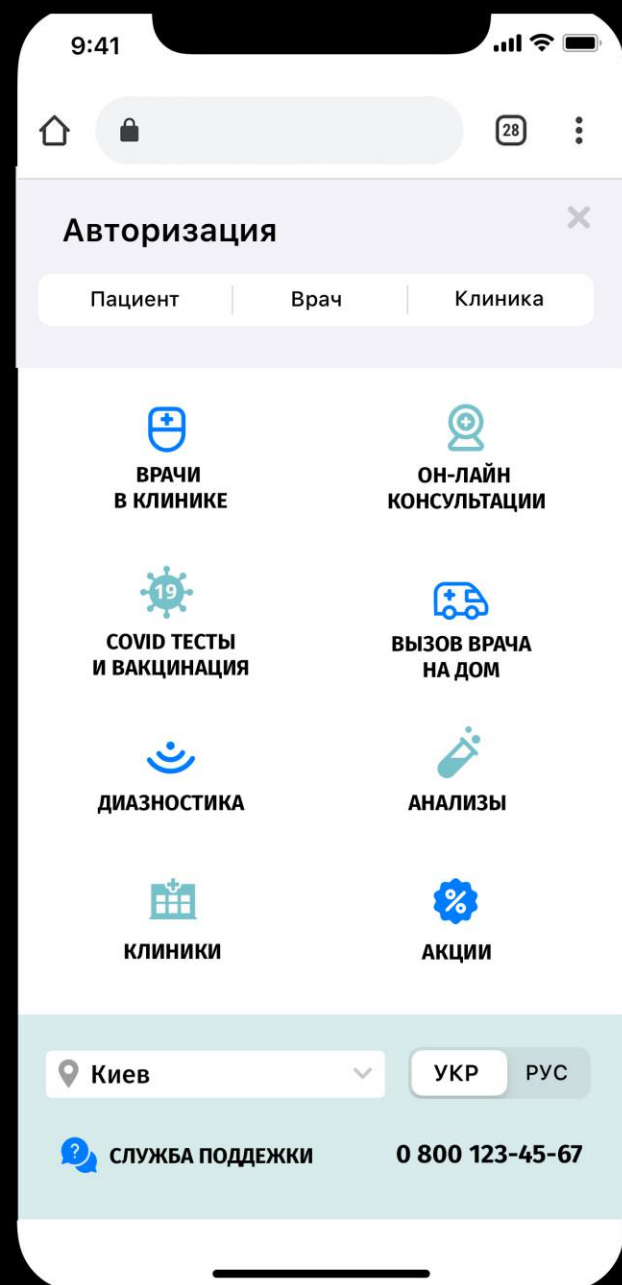 9:41
28
Авторизация
Пациент Врач Клиника
ВРАЧИ
В КЛИНИКЕ
ОН-ЛАЙН
КОНСУЛЬТАЦИИ
19
COVID ТЕСТЫ
И ВАКЦИНАЦИЯ
ВЫЗОВ ВРАЧА
НА ДОМ
ДИАЗНОСТИКА
АНАЛИЗЫ
КЛИНИКИ
%
АКЦИИ
Киев
УКР РУС
?
СЛУЖБА ПОДДЕЖКИ
0 800 123-45-67